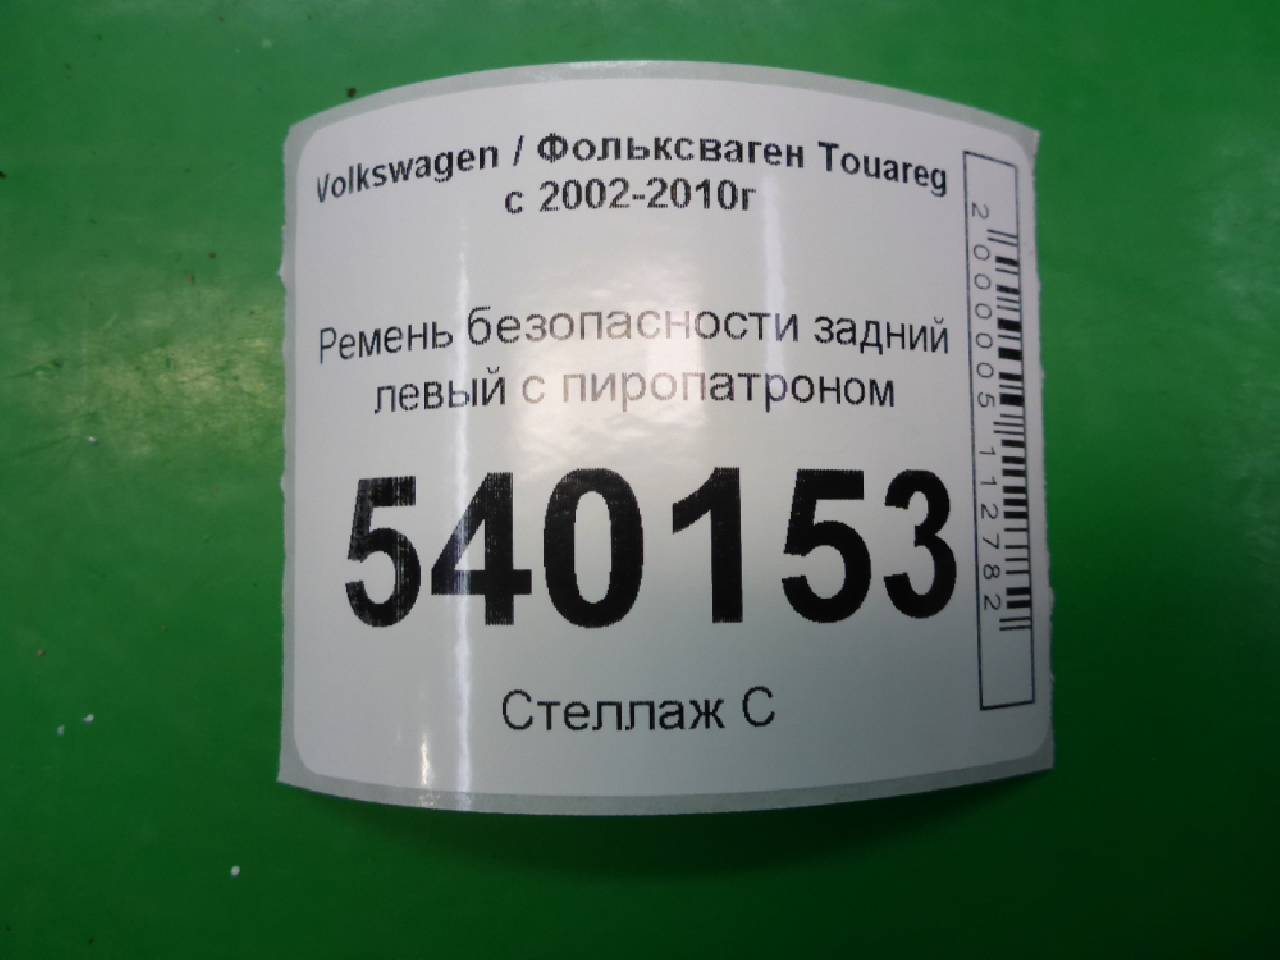 Volkswagen / Фольксваген Touareg
с 2002-2010г
Ремень безопасности задний
левый с пиропатроном
540153
Стеллаж С
2000005112782